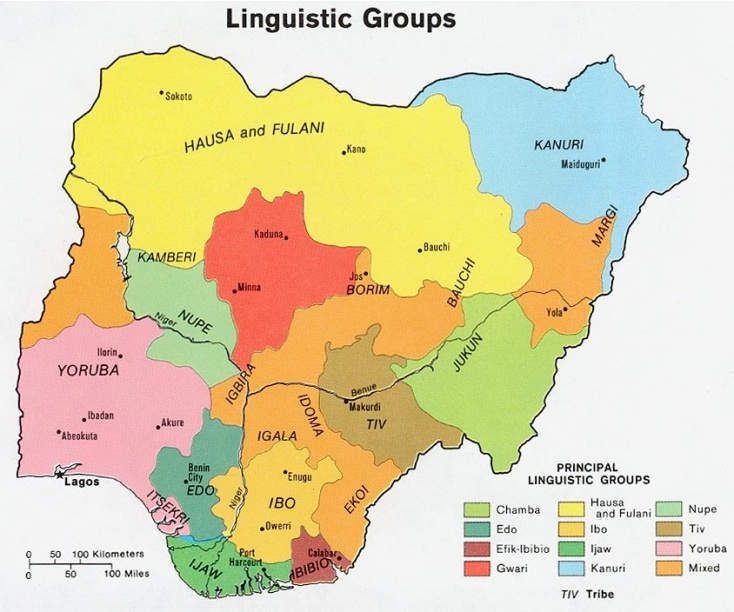 Linguistic Groups
Sokoto
HAUSA and FULANI
Kano
KANURI
Maiduguri
MARGI
Kaduna
Bauchi
KAMBERI
Jos
BORIM
BAUCHI
Minna
Yola
Niger
NUPE
JUKUN
Ilorin
YORUBA
IGBIRA
Benue
Makurdi
IDOMA
TIV
Ibadan
Akure
Abeokuta
IGALA
Lagos
Benin
City
EDO
Enugu
Niger
IBO
EKOI
ITSEKRI
Owerri
Port
Harcourt
Calabar
IJAW
IBIBIO
0 50 100 Kilometers
0 50 100 Miles
PRINCIPAL
LINGUISTIC GROUPS
Chamba
Edo
Efik-Ibibio
Gwari
Hausa
and Fulani
Ibo
Ijaw
Kanuri
Nupe
Tiv
Yoruba
Mixed
TIV Tribe